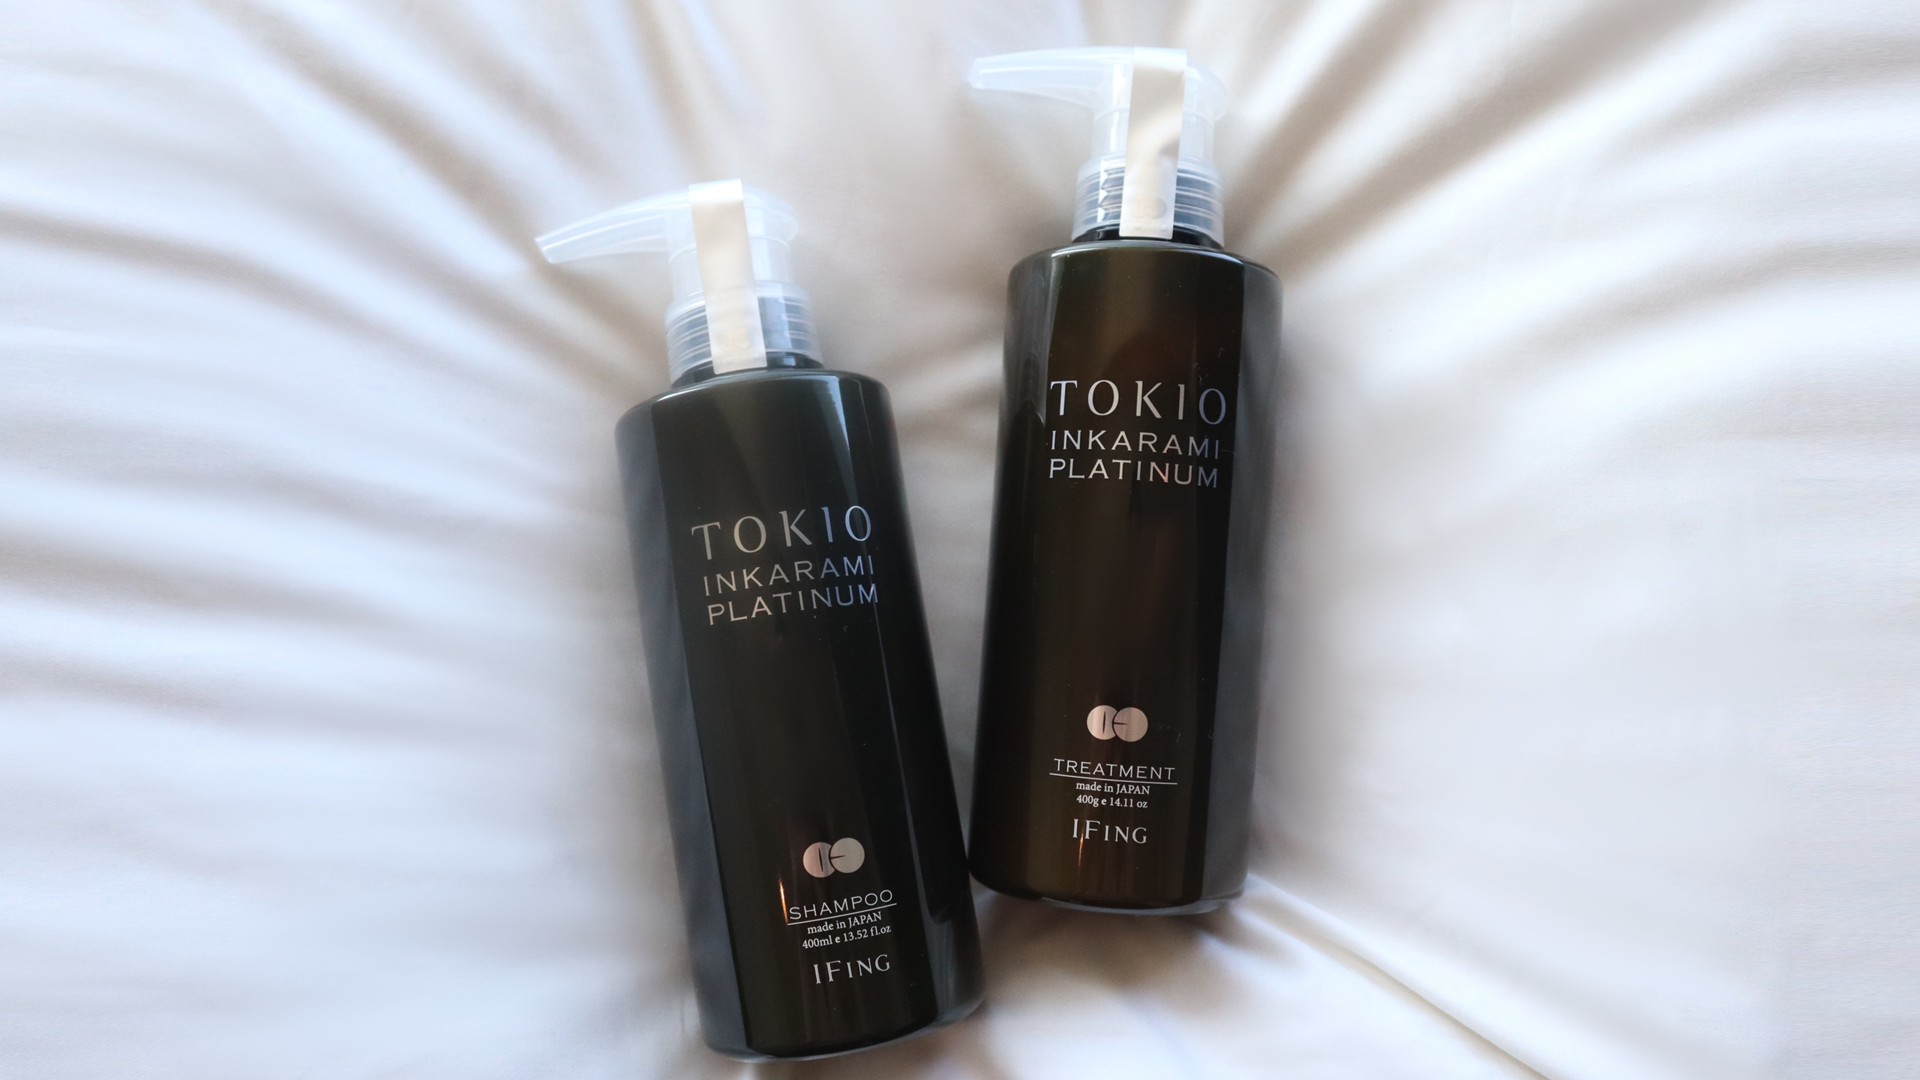 TOKIO
INKARAMI
PLATINUM
SHAMPOO
made in JAPAN
400ml e 13.52 fl.oz
IFING
TOKIO
INKARAMI
PLATINUM
TREATMENT
made in JAPAN
400g e 14.11 oz
IFING